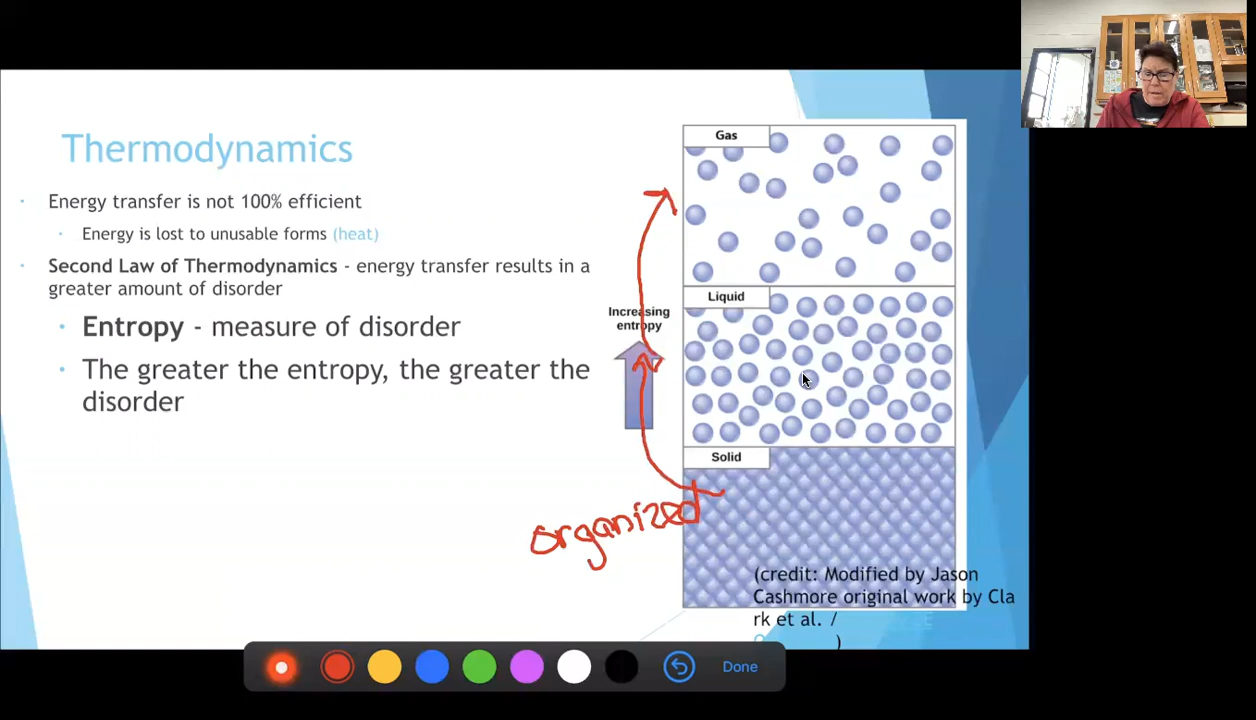 Thermodynamics
Energy transfer is not 100% efficient
Energy is lost to unusable forms (heat)
Second Law of Thermodynamics - energy transfer results in a
greater amount of disorder
Entropy - measure of disorder
The greater the entropy, the greater the
disorder
Gas
Liquid
Increasing
entropy
Solid
organized
(credit: Modified by Jason
Cashmore original work by Cla
rk et al. /
)
Done